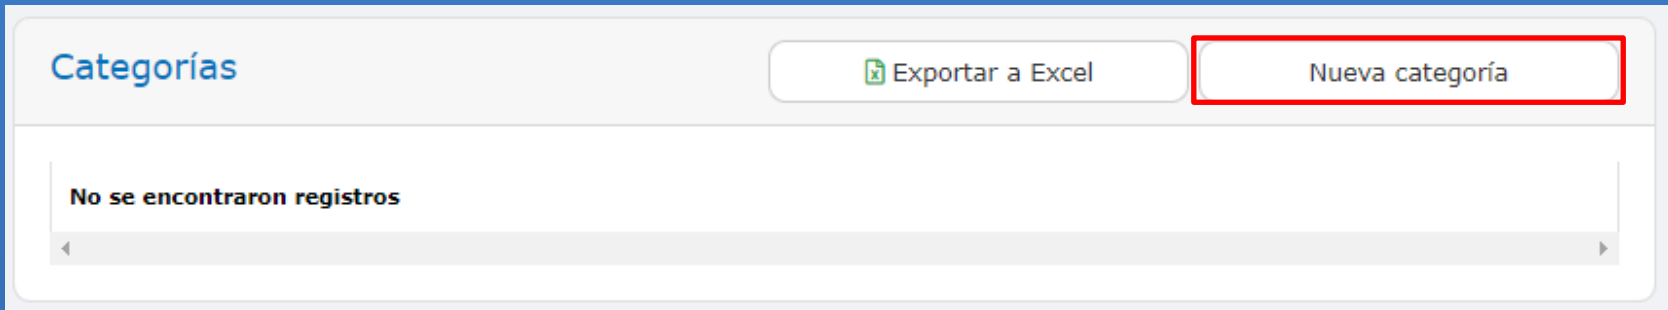 Categorías
Exportar a Excel
Nueva categoría
No se encontraron registros